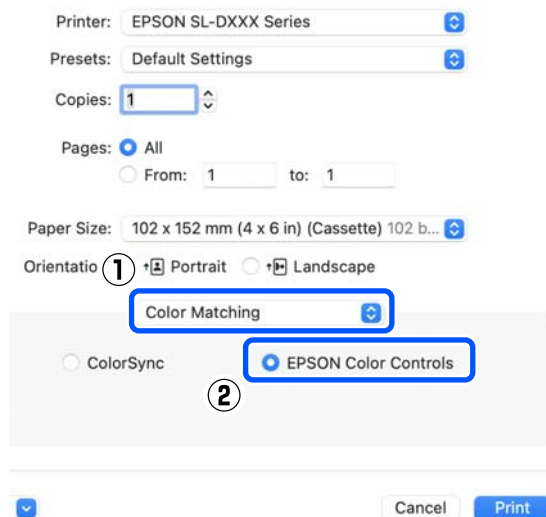 Printer: EPSON SL-DXXX Series
Presets: Default Settings
Copies: 1
Pages: All
From: 1 to: 1
Paper Size: 102 x 152 mm (4 x 6 in) (Cassette) 102 b...
Orientatio ① Portrait Landscape
Color Matching
ColorSync EPSON Color Controls
②
Cancel Print